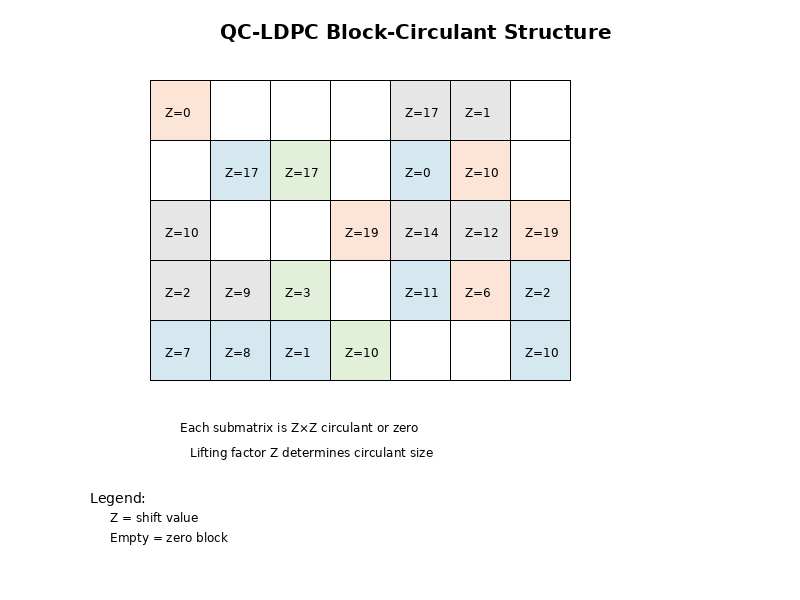 QC-LDPC Block-Circulant Structure
Z=0 Z=17 Z=1
Z=17 Z=17 Z=0 Z=10
Z=10 Z=19 Z=14 Z=12 Z=19
Z=2 Z=9 Z=3 Z=11 Z=6 Z=2
Z=7 Z=8 Z=1 Z=10 Z=10
Each submatrix is Z×Z circulant or zero
Lifting factor Z determines circulant size
Legend:
Z = shift value
Empty = zero block